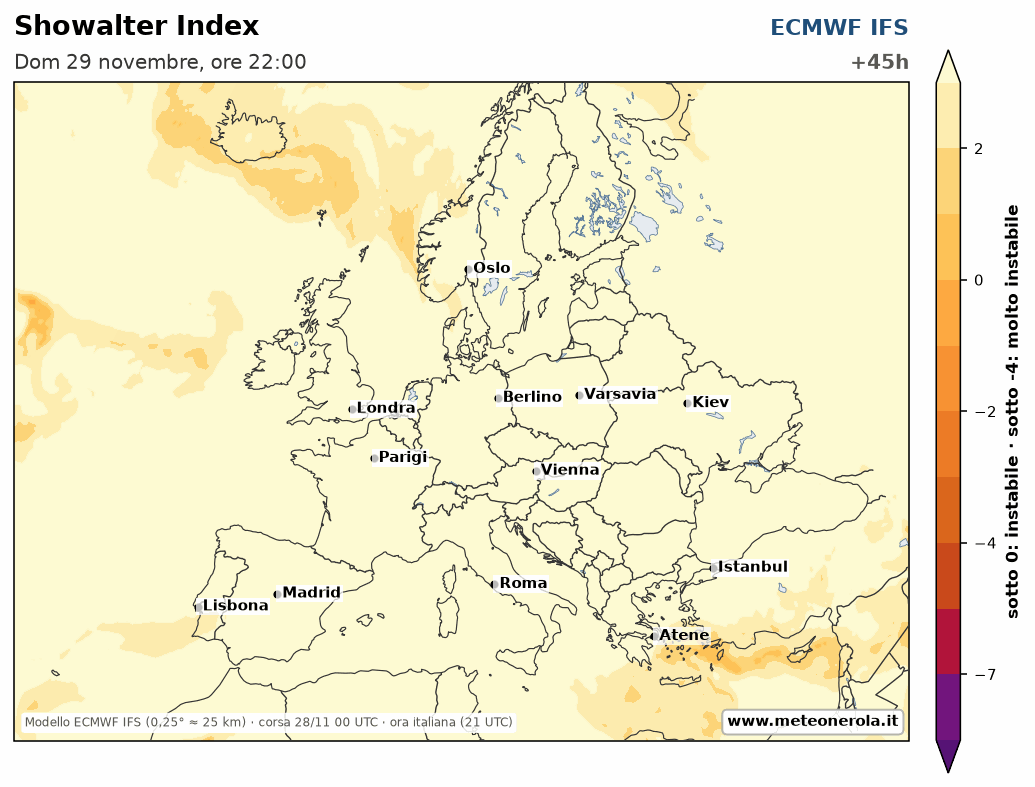 Showalter Index
ECMWF IFS
Dom 29 novembre, ore 22:00
+45h
Oslo
Berlino
Varsavia
Kiev
Londra
Parigi
Vienna
Istanbul
Roma
Madrid
Lisbona
Atene
Modello ECMWF IFS (0,25° ≈ 25 km) · corsa 28/11 00 UTC · ora italiana (21 UTC)
www.meteonerola.it
2
0
−2
−4
−7
sotto 0: instabile · sotto -4: molto instabile